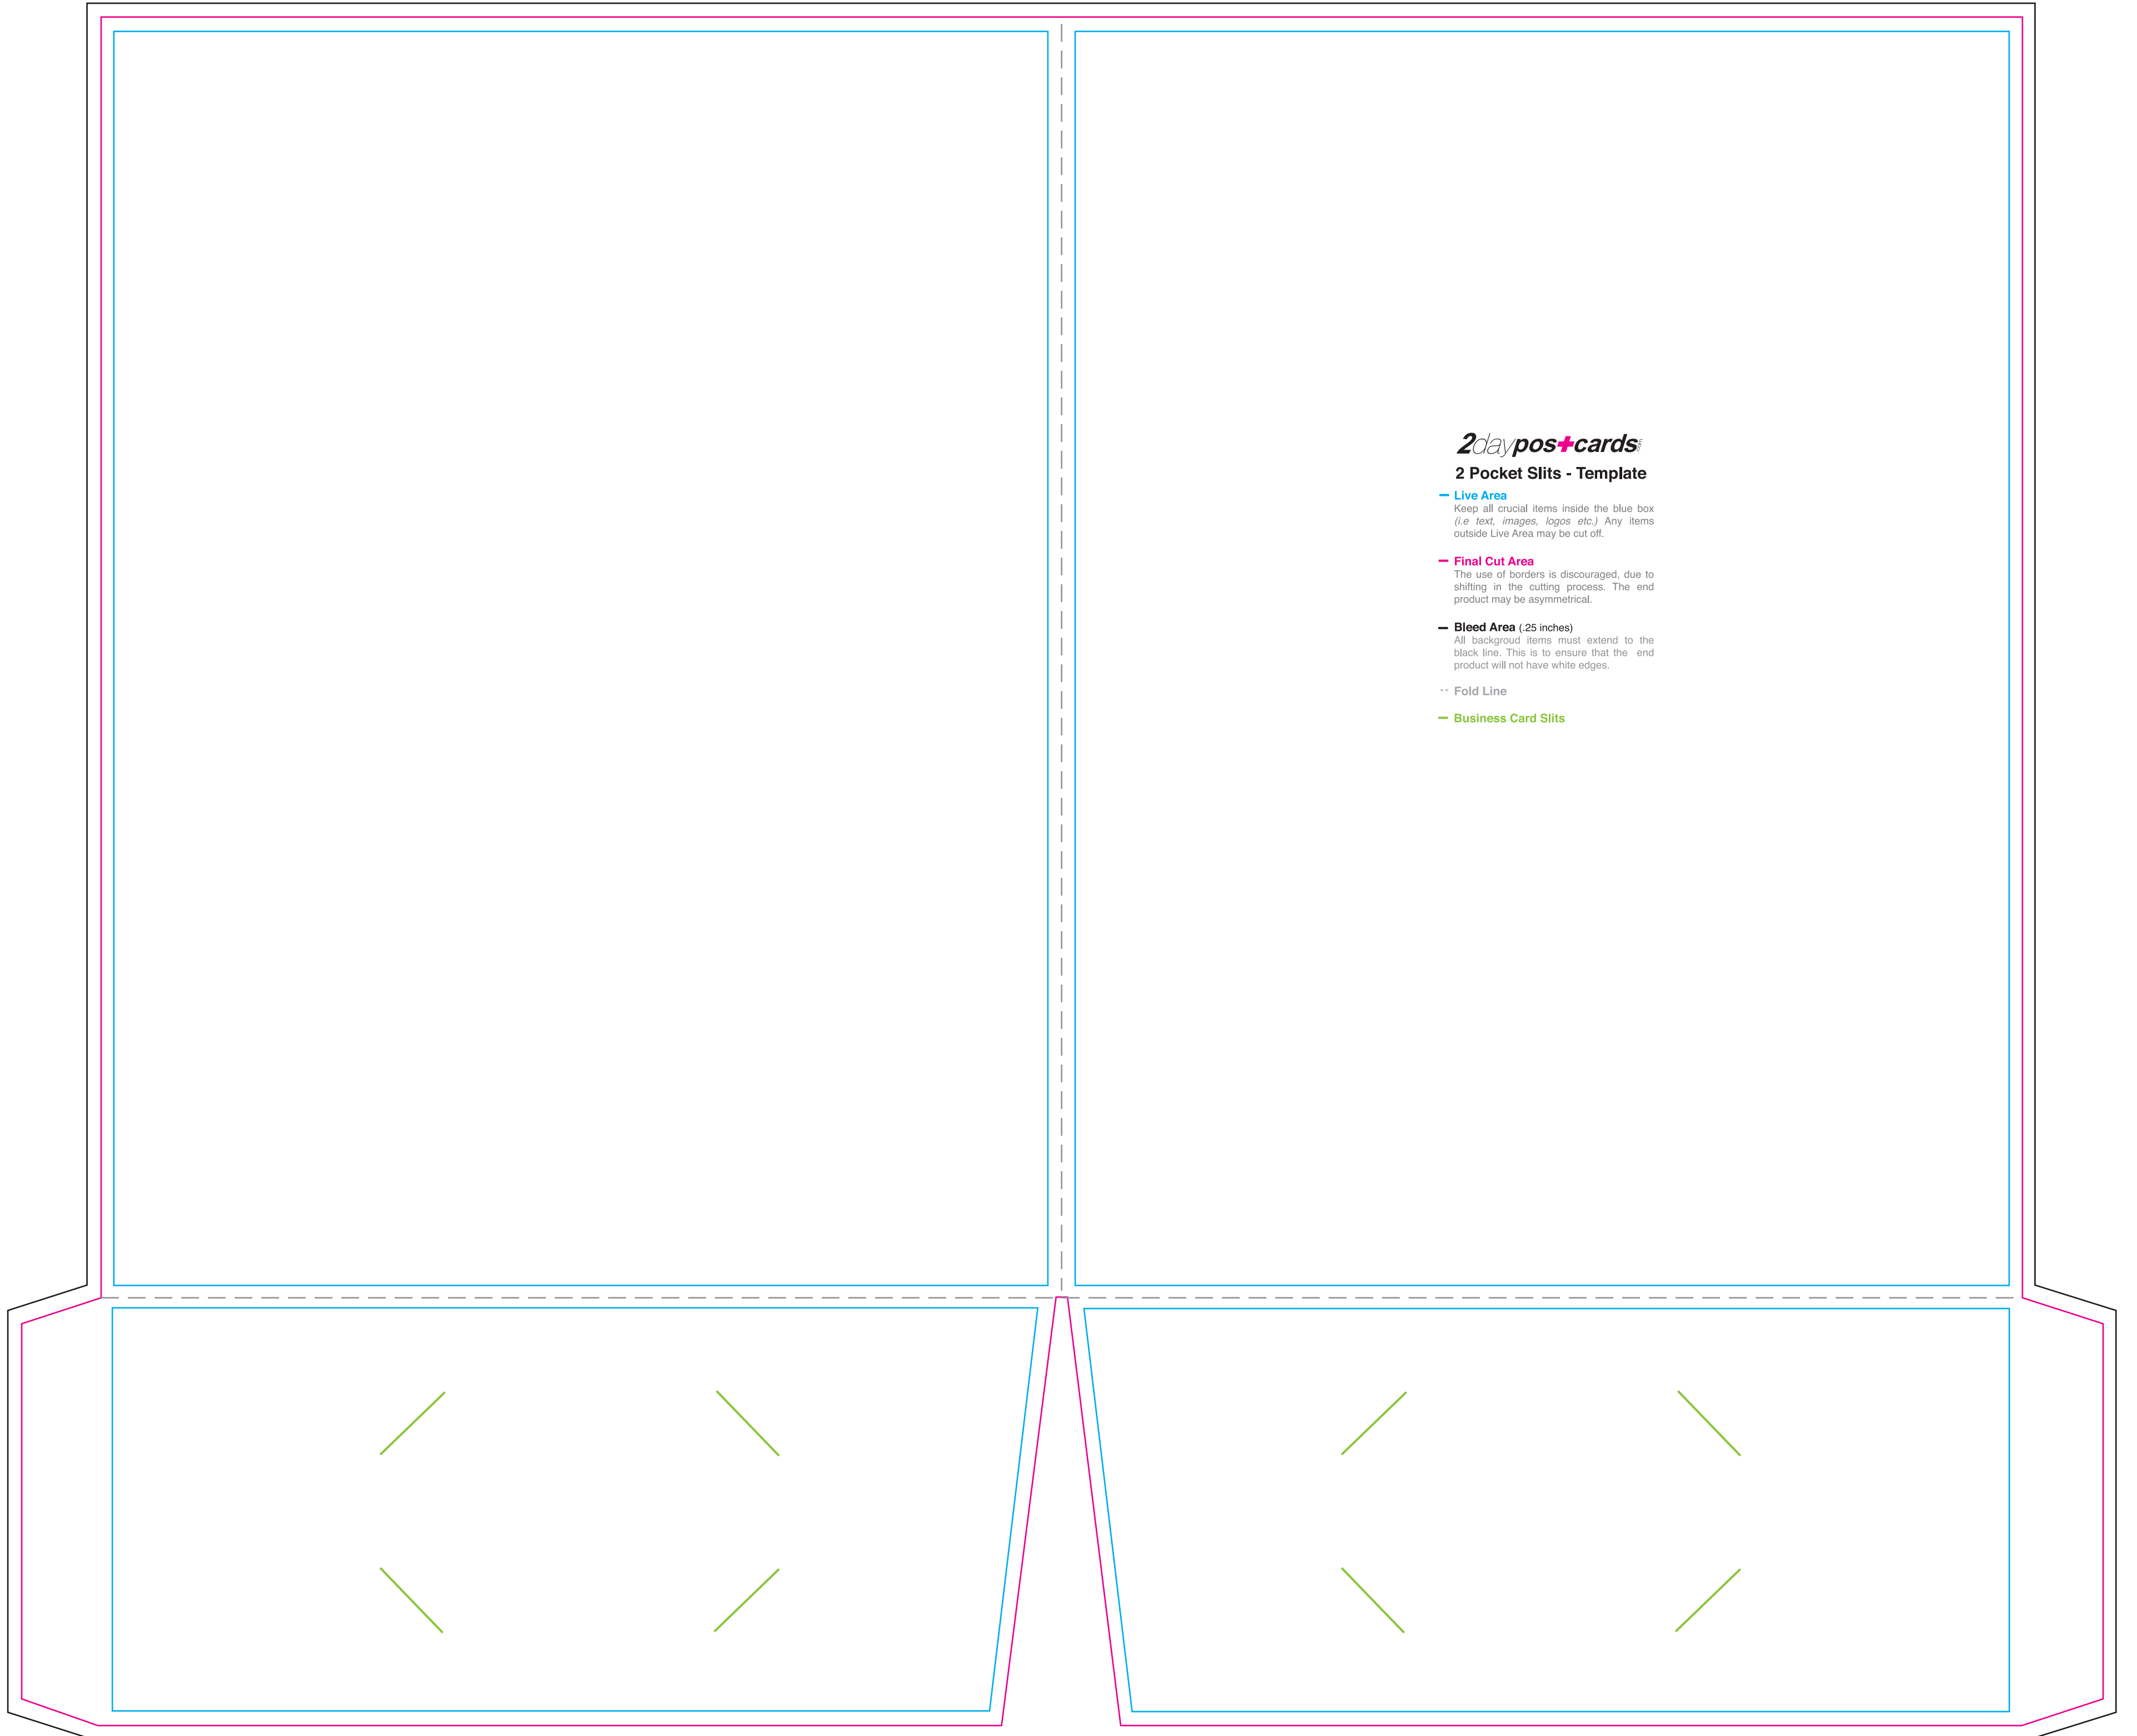 2daypos+cards
2 Pocket Slits - Template
Live Area
Keep all crucial items inside the blue box
(i.e text, images, logos etc.) Any items
outside Live Area may be cut off.
Final Cut Area
The use of borders is discouraged, due to
shifting in the cutting process. The end
product may be asymmetrical.
Bleed Area (.25 inches)
All backgroud items must extend to the
black line. This is to ensure that the end
product will not have white edges.
Fold Line
Business Card Slits